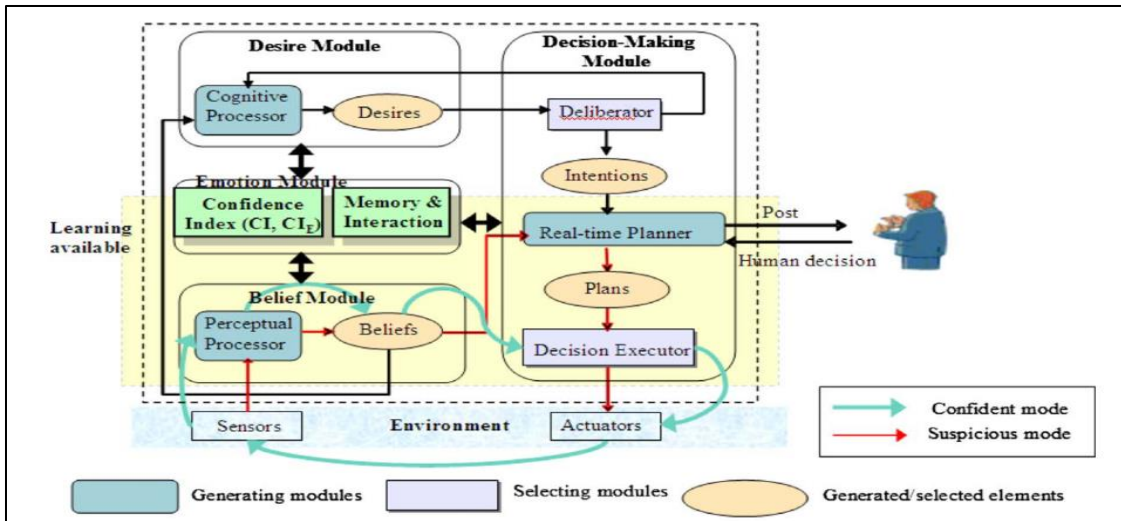 Desire Module
Decision-Making
Module
Cognitive
Processor
Desires
Deliberator
Intentions
Emotion Module
Confidence
Index (CI, CIE)
Memory &
Interaction
Learning
available
Real-time Planner
Post
Human decision
Plans
Belief Module
Perceptual
Processor
Beliefs
Decision Executor
Sensors
Environment
Actuators
Confident mode
Suspicious mode
Generating modules
Selecting modules
Generated/selected elements